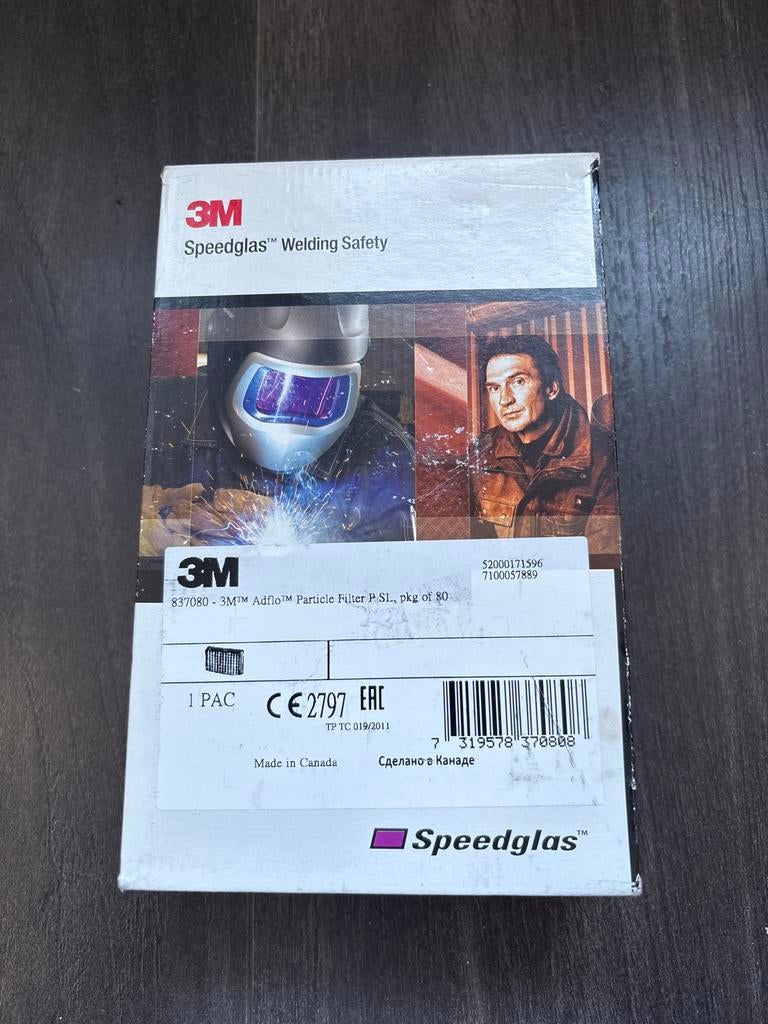 3M
Speedglas™ Welding Safety
3M
52000171596
7100057889
837080 - 3M™ Adflo™ Particle Filter P SL, pkg of 80
1 PAC
CE 2797 EAC
TP TC 019/2011
7 319578 370808
Made in Canada Сделано в Канаде
Speedglas™